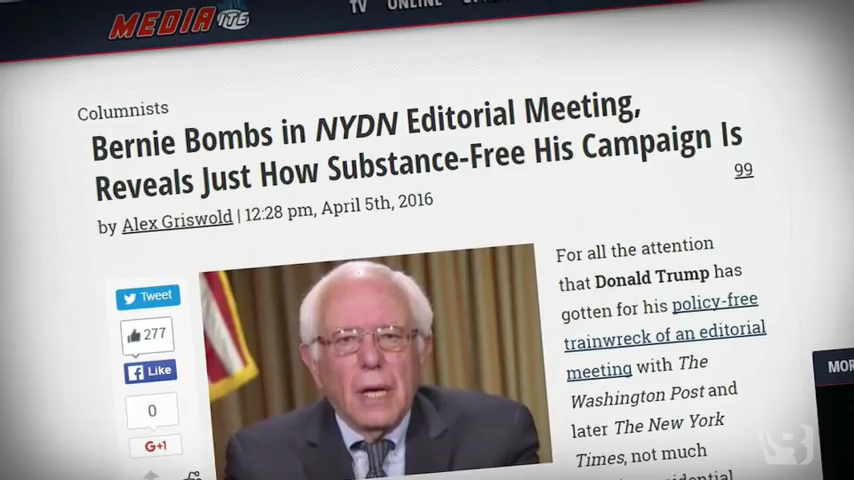 MEDIAITE
TV ONLINE
Columnists
Bernie Bombs in NYDN Editorial Meeting,
Reveals Just How Substance-Free His Campaign Is
99
by Alex Griswold | 12:28 pm, April 5th, 2016
Tweet
277
Like
0
G+1
For all the attention
that Donald Trump has
gotten for his policy-free
trainwreck of an editorial
meeting with The
Washington Post and
later The New York
Times, not much
MOR